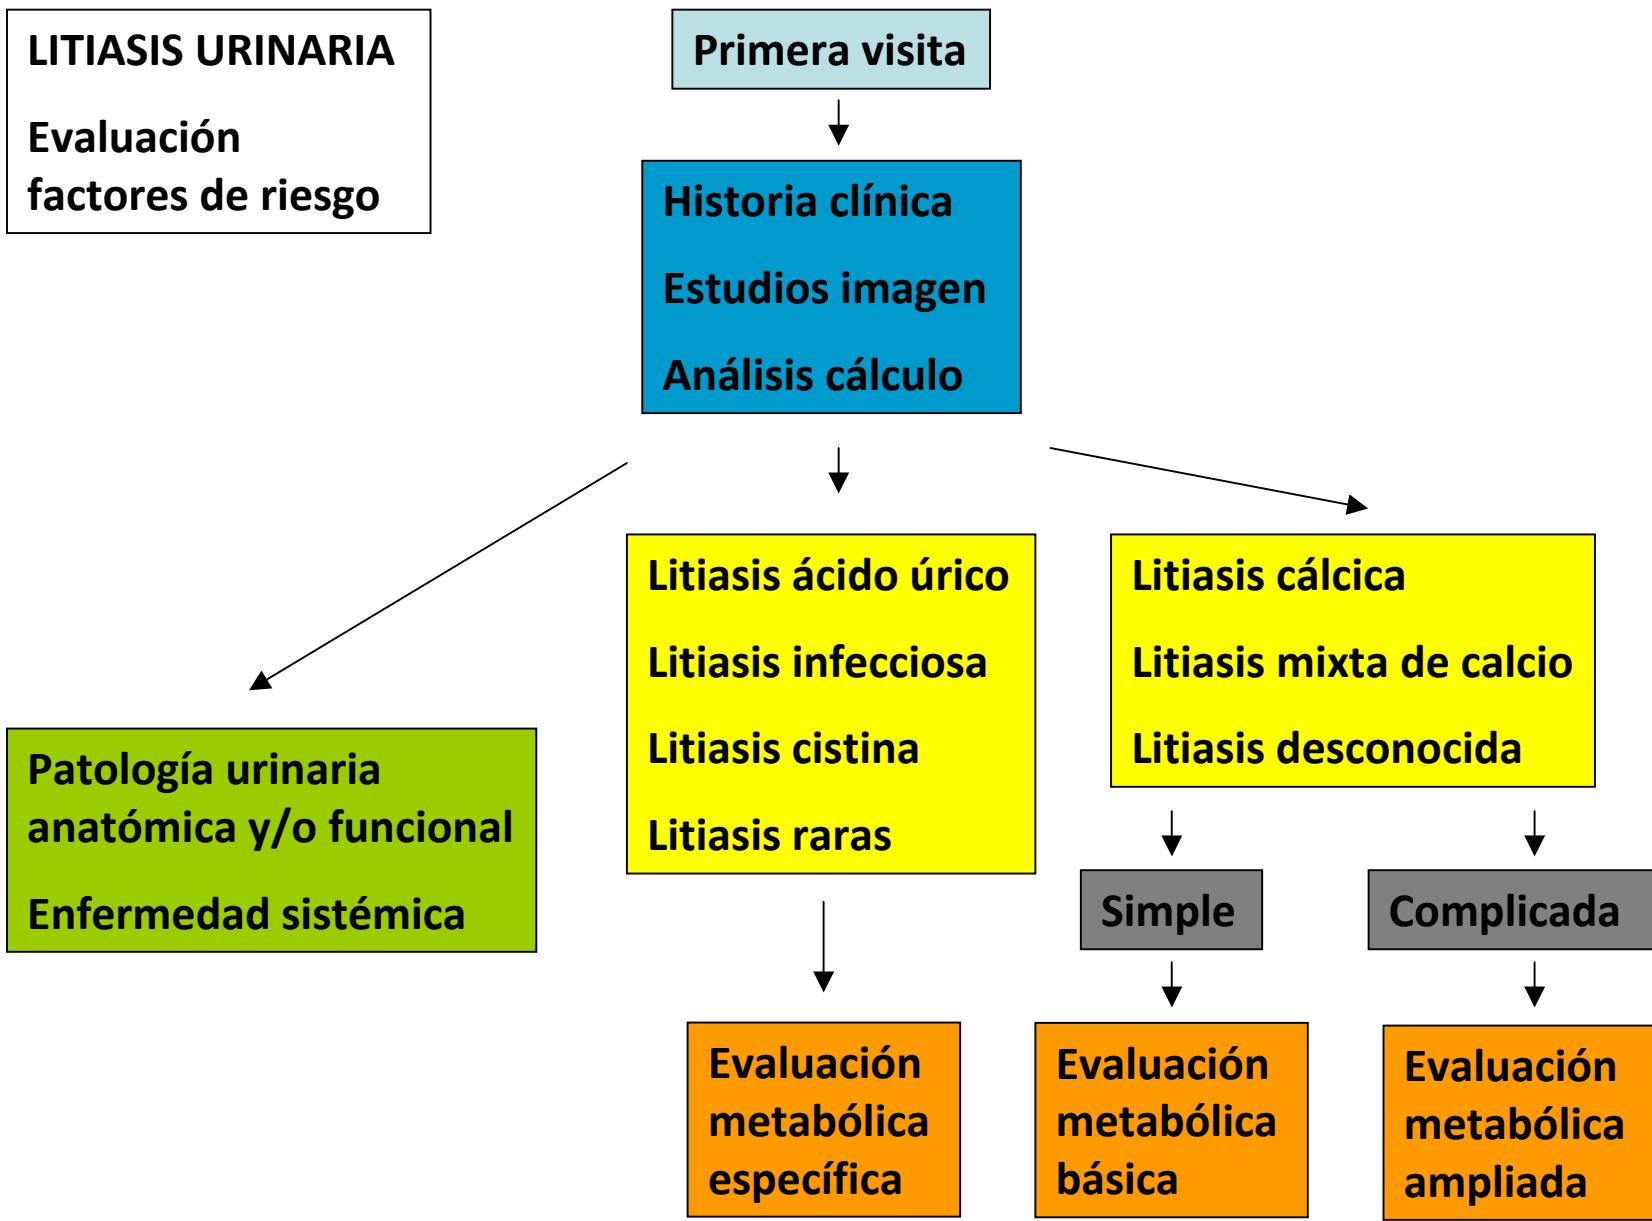 LITIASIS URINARIA
Evaluación
factores de riesgo
Primera visita
Historia clínica
Estudios imagen
Análisis cálculo
Patología urinaria
anatómica y/o funcional
Enfermedad sistémica
Litiasis ácido úrico
Litiasis infecciosa
Litiasis cistina
Litiasis raras
Litiasis cálcica
Litiasis mixta de calcio
Litiasis desconocida
Simple
Complicada
Evaluación
metabólica
específica
Evaluación
metabólica
básica
Evaluación
metabólica
ampliada